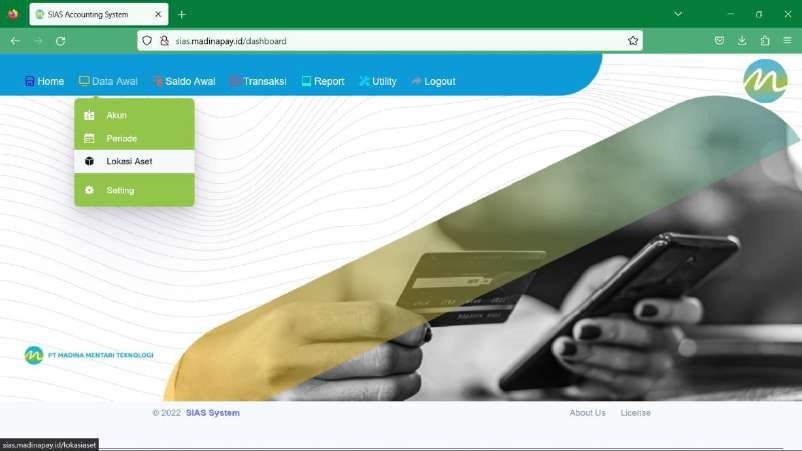 SIAS Accounting System
sias.madinapay.id/dashboard
Home Data Awal Saldo Awal Transaksi Report Utility Logout
Akun
Periode
Lokasi Aset
Setting
PT MADINA MENTARI TEKNOLOGI
© 2022 SIAS System About Us License
sias.madinapay.id/lokasiaset